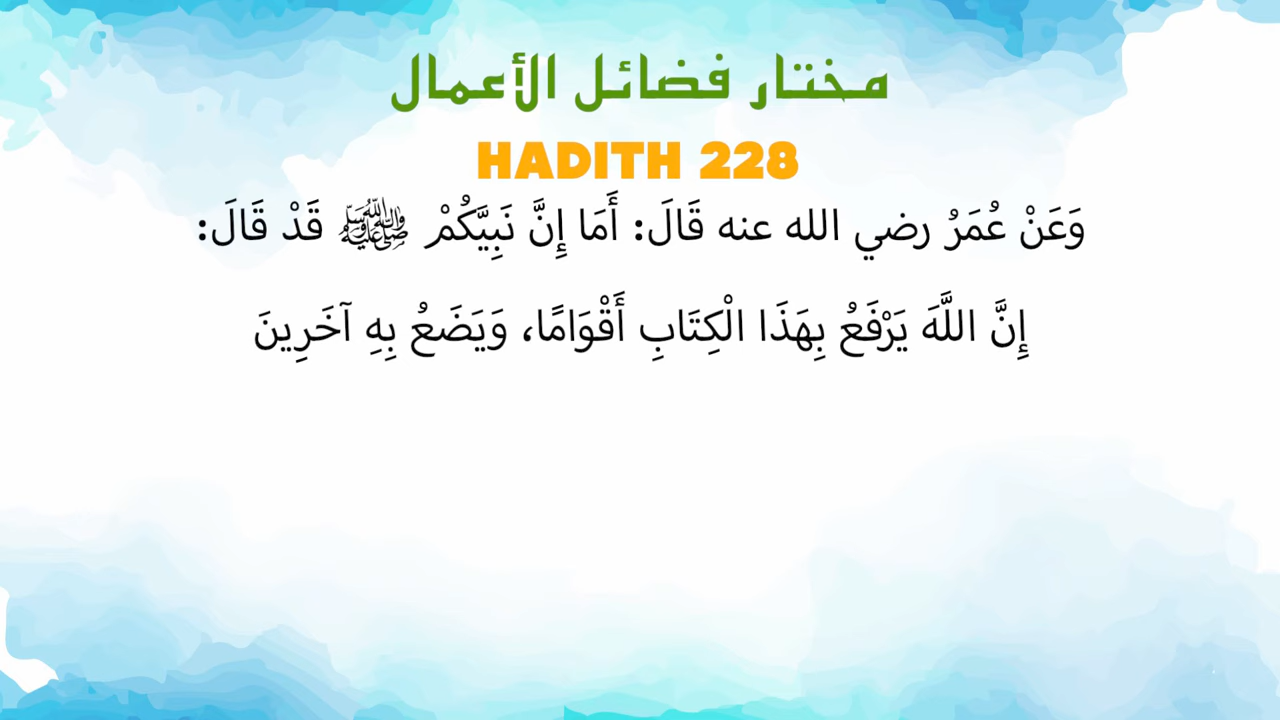 مختار فضائل الأعمال
HADITH 228
وَعَنْ عُمَرُ رضي الله عنه قَالَ: أَمَا إِنَّ نَبِيَّكُمْ ﷺ قَدْ قَالَ:
إِنَّ اللَّهَ يَرْفَعُ بِهَذَا الْكِتَابِ أَقْوَامًا، وَيَضَعُ بِهِ آخَرِينَ